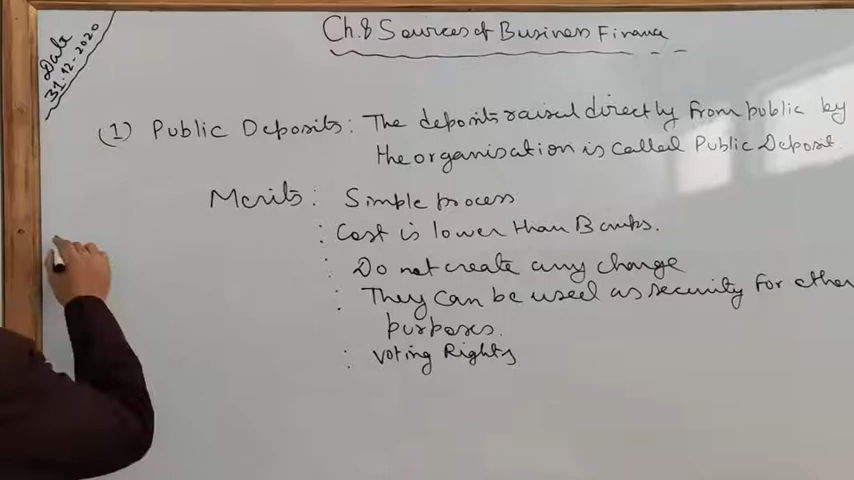 Date
31.12.2020
Ch.8 Sources of Business Finance
(1) Public Deposits : The deposits raised directly from public by
the organisation is called Public Deposit.
Merits : Simple process
: Cost is lower than Banks.
: Do not create any change
: They can be used as security for other
purposes.
: Voting Rights